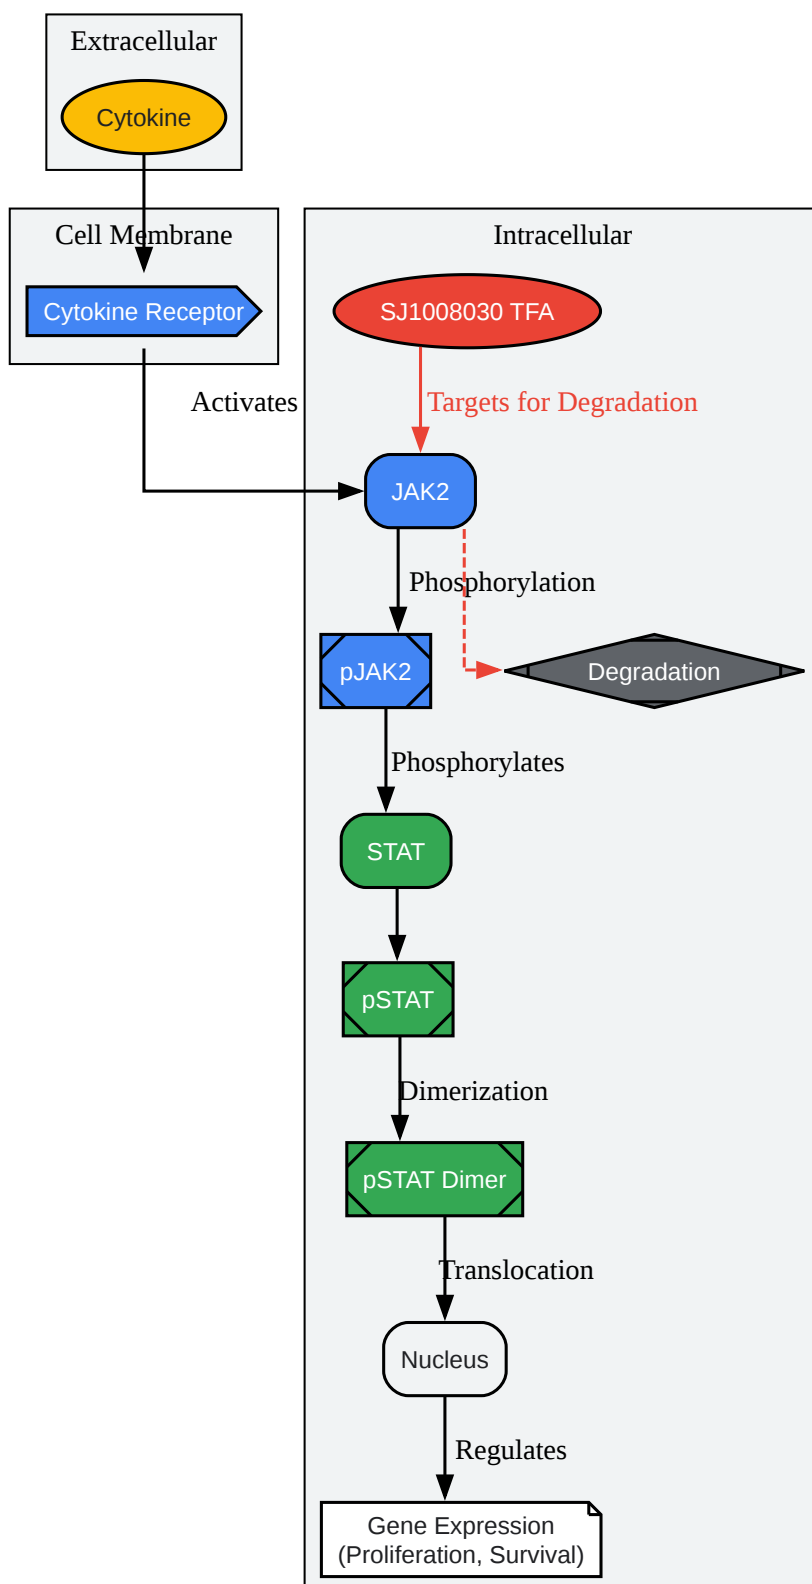 Extracellular
Cytokine
Cell Membrane
Cytokine Receptor
Intracellular
SJ1008030 TFA
Activates
Targets for Degradation
JAK2
Phosphorylation
pJAK2
Degradation
Phosphorylates
STAT
pSTAT
Dimerization
pSTAT Dimer
Translocation
Nucleus
Regulates
Gene Expression
(Proliferation, Survival)